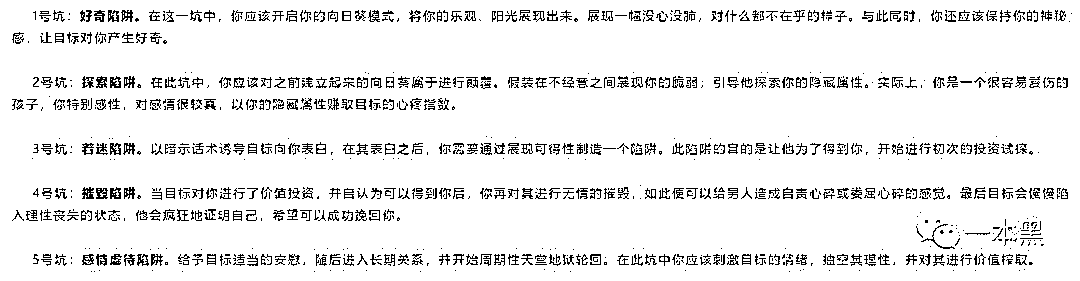 1号坑：好奇陷阱。在这一坑中，你应该开启你的向日葵模式，将你的乐观、阳光展现出来。展现一幅没心没肺，对什么都不在乎的样子。与此同时，你还应该保持你的神秘
感，让目标对你产生好奇。
2号坑：探索陷阱。在此坑中，你应该对之前建立起来的向日葵属于进行颠覆。假装在不经意之间展现你的脆弱；引导他探索你的隐藏属性。实际上，你是一个很容易受伤的
孩子，你特别感性，对感情很较真，以你的隐藏属性赚取目标的心疼指数。
3号坑：着迷陷阱。以暗示话术诱导目标向你表白，在其表白之后，你需要通过展现可得性制造一个陷阱。此陷阱的目的是让他为了得到你，开始进行初次的投资试探。
4号坑：摧毁陷阱。当目标对你进行了价值投资，并自认为可以得到你后，你再对其进行无情的摧毁，如此便可以给男人造成自责心碎或委屈心碎的感觉。最后目标会慢慢陷
入理性丧失的状态，他会疯狂地证明自己，希望可以成功挽回你。
一本黑
5号坑：感情虐待陷阱。给予目标适当的安慰，随后进入长期关系，并开始周期性天堂地狱轮回。在此坑中你应该刺激目标的情绪，抽空其理性，并对其进行价值榨取。